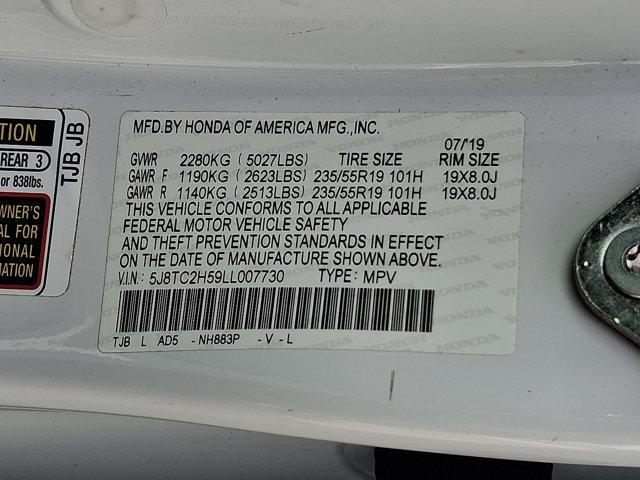 TION
REAR 3
or 838lbs.
WNER'S
AL FOR
IONAL
MATION
TJB JB
MFD.BY HONDA OF AMERICA MFG.,INC.
07/19
GVWR 2280KG (5027LBS) TIRE SIZE RIM SIZE
GAWR F 1190KG (2623LBS) 235/55R19 101H 19X8.0J
GAWR R 1140KG (2513LBS) 235/55R19 101H 19X8.0J
THIS VEHICLE CONFORMS TO ALL APPLICABLE
FEDERAL MOTOR VEHICLE SAFETY
AND THEFT PREVENTION STANDARDS IN EFFECT
ON THE DATE OF MANUFACTURE SHOWN ABOVE.
V.I.N: 5J8TC2H59LL007730 TYPE: MPV
TJB L AD5 - NH883P - V - L